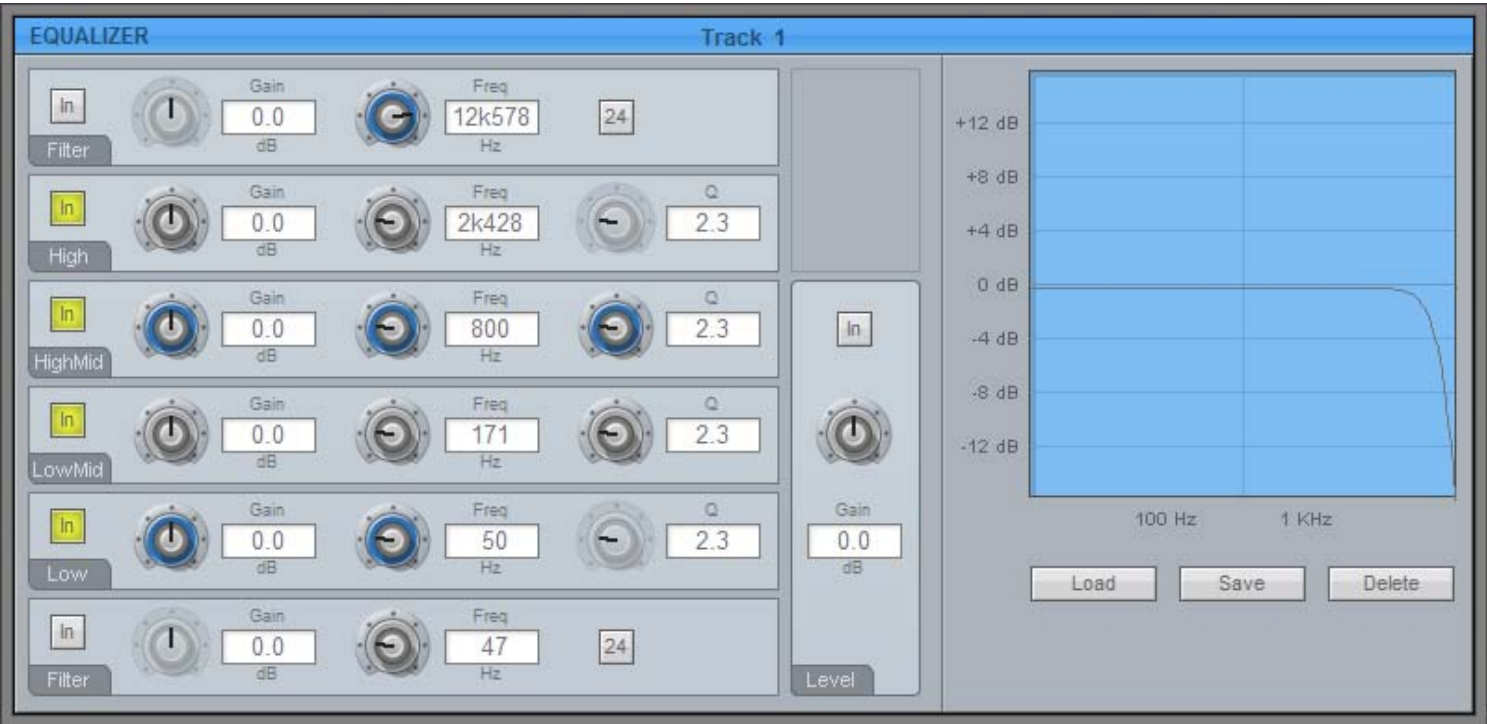 EQUALIZER Track 1
In Gain 0.0 dB Freq 12k578 Hz 24
Filter
In Gain 0.0 dB Freq 2k428 Hz Q 2.3
High
In Gain 0.0 dB Freq 800 Hz Q 2.3
HighMid
In Gain 0.0 dB Freq 171 Hz Q 2.3
LowMid
In Gain 0.0 dB Freq 50 Hz Q 2.3
Low
In Gain 0.0 dB Freq 47 Hz 24
Filter
In
Gain
0.0
dB
Level
+12 dB
+8 dB
+4 dB
0 dB
-4 dB
-8 dB
-12 dB
100 Hz 1 KHz
Load Save Delete